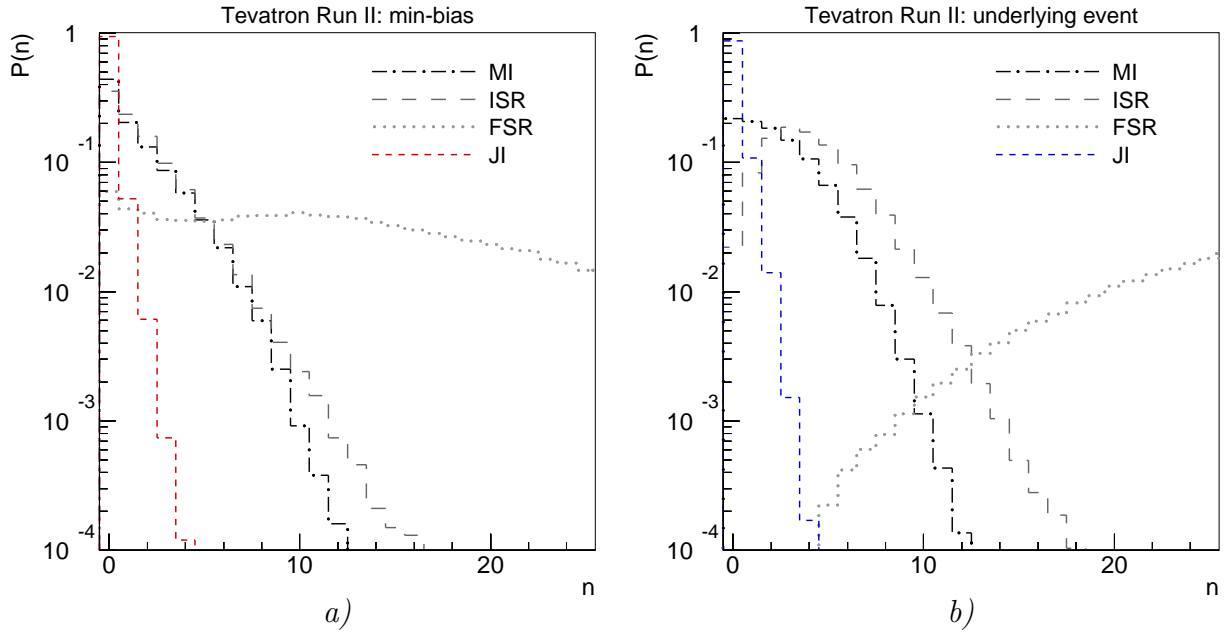 Tevatron Run II: min-bias
P(n)
1
10 -1
10 -2
10 -3
10 -4
MI
ISR
FSR
JI
0 10 20
n
a)
Tevatron Run II: underlying event
P(n)
1
10 -1
10 -2
10 -3
10 -4
MI
ISR
FSR
JI
0 10 20
n
b)